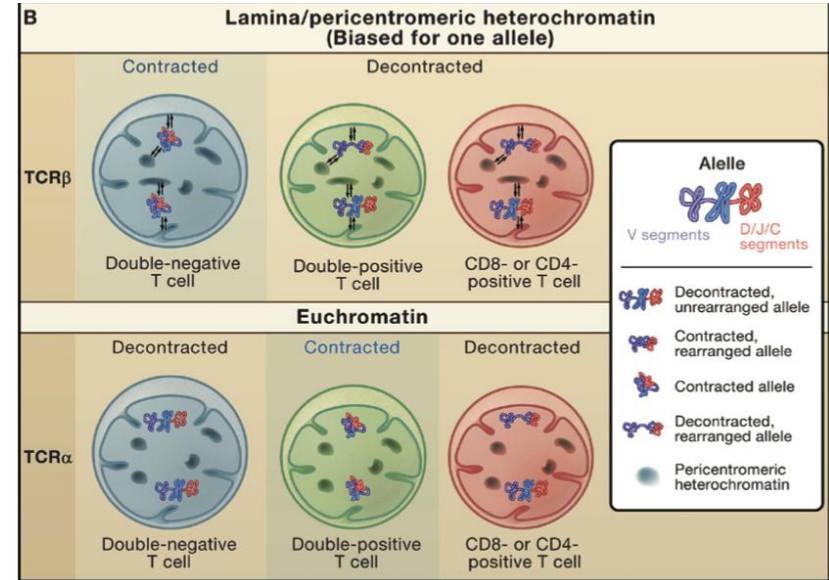 B
Lamina/pericentromeric heterochromatin
(Biased for one allele)
Contracted
Decontracted
TCRβ
Double-negative
T cell
Double-positive
T cell
CD8- or CD4-
positive T cell
Euchromatin
Decontracted
Contracted
Decontracted
TCRα
Double-negative
T cell
Double-positive
T cell
CD8- or CD4-
positive T cell
Alelle
V segments
D/J/C
segments
Decontracted,
unrearranged allele
Contracted,
rearranged allele
Contracted allele
Decontracted,
rearranged allele
Pericentromeric
heterochromatin